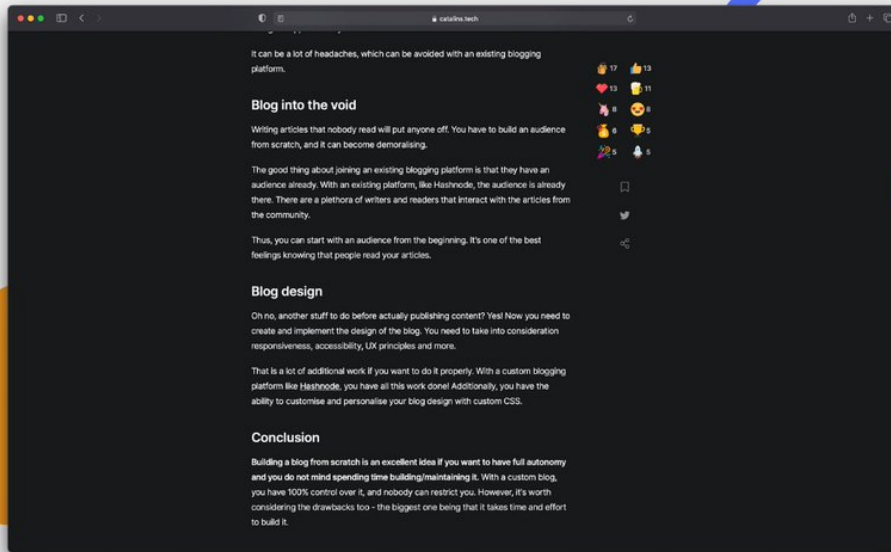 catalins.tech
It can be a lot of headaches, which can be avoided with an existing blogging
platform.
Blog into the void
Writing articles that nobody read will put anyone off. You have to build an audience
from scratch, and it can become demoralising.
The good thing about joining an existing blogging platform is that they have an
audience already. With an existing platform, like Hashnode, the audience is already
there. There are a plethora of writers and readers that interact with the articles from
the community.
Thus, you can start with an audience from the beginning. It's one of the best
feelings knowing that people read your articles.
Blog design
Oh no, another stuff to do before actually publishing content? Yes! Now you need to
create and implement the design of the blog. You need to take into consideration
responsiveness, accessibility, UX principles and more.
That is a lot of additional work if you want to do it properly. With a custom blogging
platform like Hashnode, you have all this work done! Additionally, you have the
ability to customise and personalise your blog design with custom CSS.
Conclusion
Building a blog from scratch is an excellent idea if you want to have full autonomy
and you do not mind spending time building/maintaining it. With a custom blog,
you have 100% control over it, and nobody can restrict you. However, it's worth
considering the drawbacks too - the biggest one being that it takes time and effort
to build it.
17 13
13 11
8 8
6 5
5 5